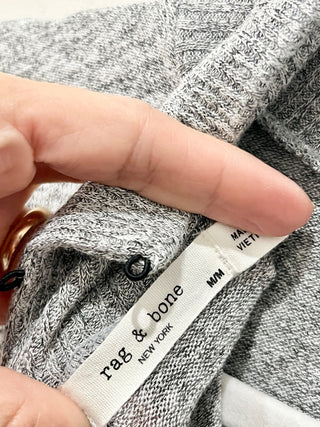 rag & bone
NEW YORK
M/M